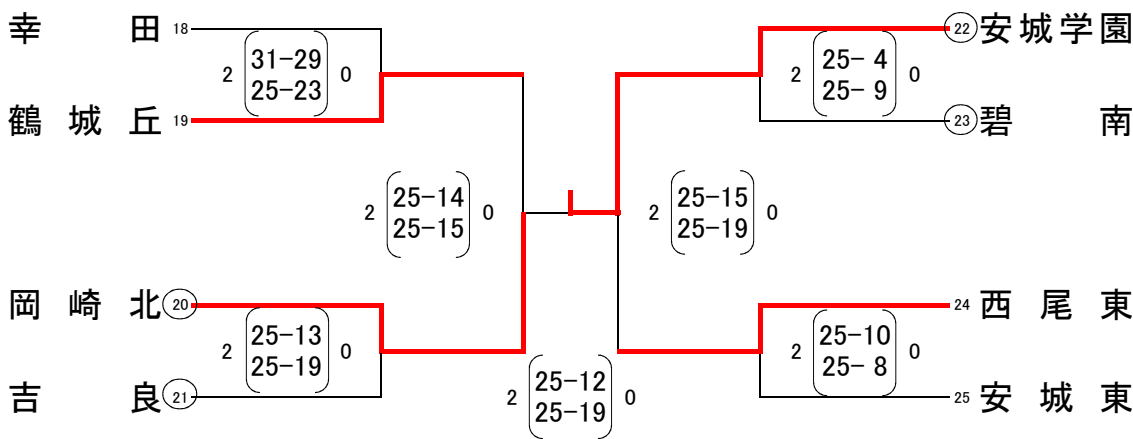 幸田 18
2 31-29 0
25-23
鶴城丘 19
2 25-14 0
25-15
岡崎北 20
2 25-13 0
25-19
吉良 21
2 25-12 0
25-19
22 安城学園
2 25- 4 0
25- 9
23 碧南
2 25-15 0
25-19
24 西尾東
2 25-10 0
25- 8
25 安城東